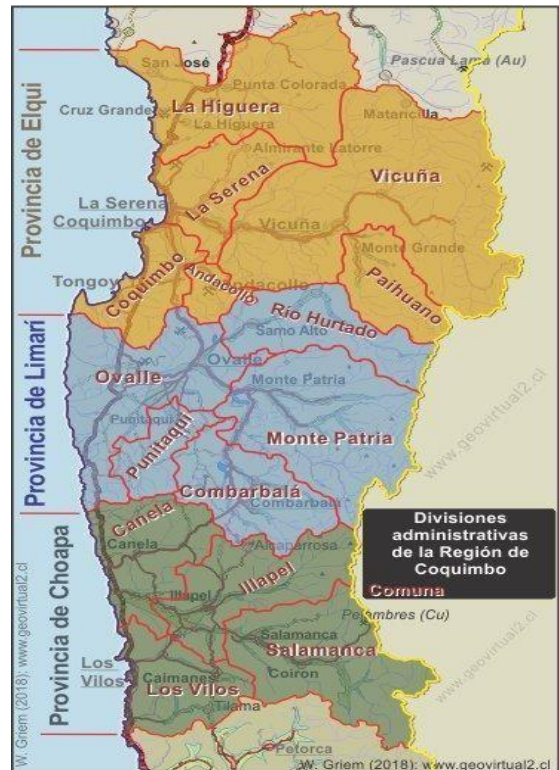 San José
Pascua Lama (Au)
Punta Colorada
Cruz Grande
La Higuera
La Higuera
Matancilla
Almirante Latorre
Provincia de Elqui
La Serena
Vicuña
La Serena
Coquimbo
Vicuña
Monte Grande
Tongoy
Coquimbo
Andacollo
Andacollo
Paihuano
Río Hurtado
Samo Alto
Provincia de Limarí
Ovalle
Ovalle
Monte Patria
Punitaqui
Punitaqui
Monte Patria
www.geovirtual2.cl
Combarbalá
Combarbalá
Canela
Canela
Alcaparrosa
Divisiones
administrativas
de la Región de
Coquimbo
Provincia de Choapa
Illapel
Illapel
Comuna
Pelambres (Cu)
Salamanca
Salamanca
Los
Vilos
Caimanes
Coiron
Los Vilos
Tilama
www.geovirtual2.cl
Petorca
W. Griem (2018): www.geovirtual2.cl
W. Griem (2018): www.geovirtual2.cl